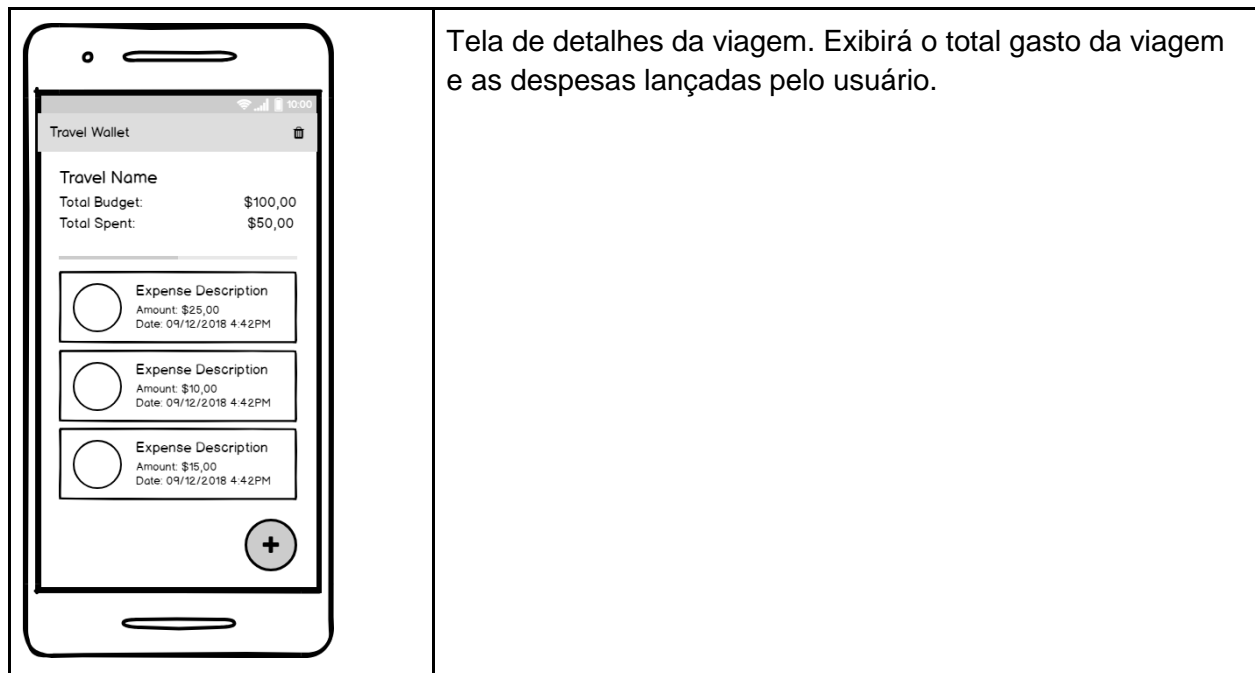 10:00
Travel Wallet
Travel Name
Total Budget: $100,00
Total Spent: $50,00
Expense Description
Amount: $25,00
Date: 09/12/2018 4:42PM
Expense Description
Amount: $10,00
Date: 09/12/2018 4:42PM
Expense Description
Amount: $15,00
Date: 09/12/2018 4:42PM
Tela de detalhes da viagem. Exibirá o total gasto da viagem
e as despesas lançadas pelo usuário.